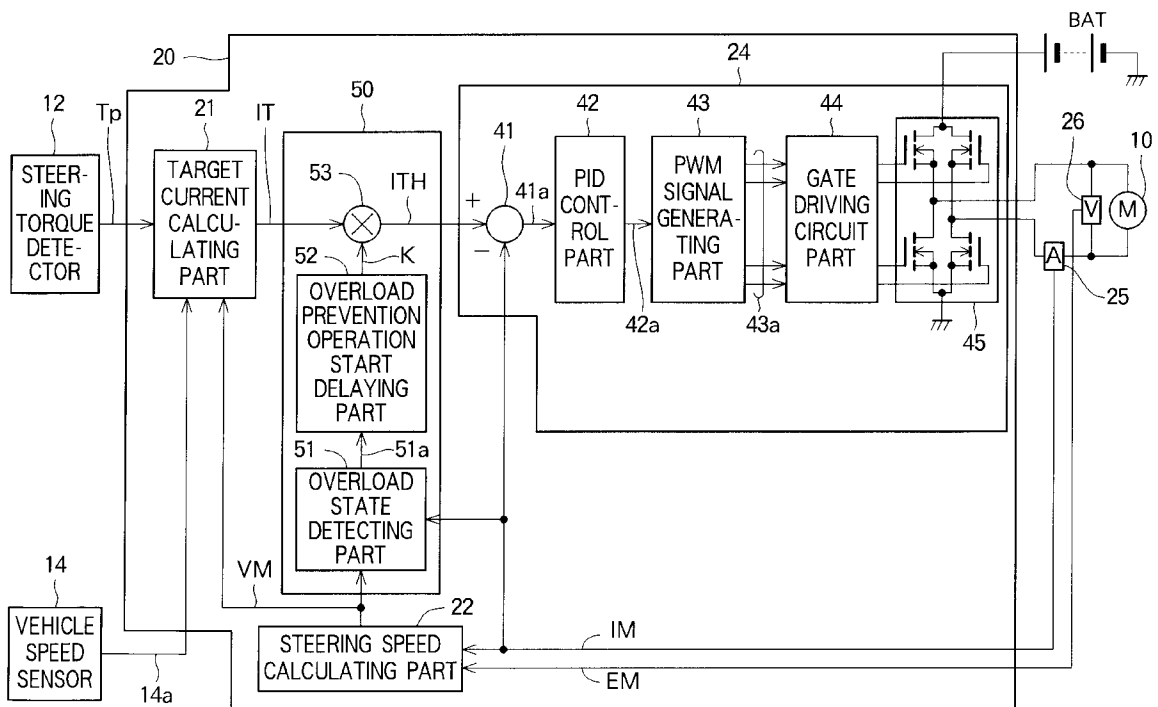 BAT
20
24
12
Tp
21
IT
50
41
42
43
44
26
10
STEER-
ING
TORQUE
DETE-
CTOR
TARGET
CURRENT
CALCU-
LATING
PART
53
ITH
+
−
41a
PID
CONT-
ROL
PART
PWM
SIGNAL
GENERA-
TING
PART
GATE
DRIVING
CIRCUIT
PART
V
M
A
25
K
52
OVERLOAD
PREVENTION
OPERATION
START
DELAYING
PART
42a
43a
45
51
51a
OVERLOAD
STATE
DETECTING
PART
14
VM
22
VEHICLE
SPEED
SENSOR
14a
STEERING SPEED
CALCULATING PART
IM
EM